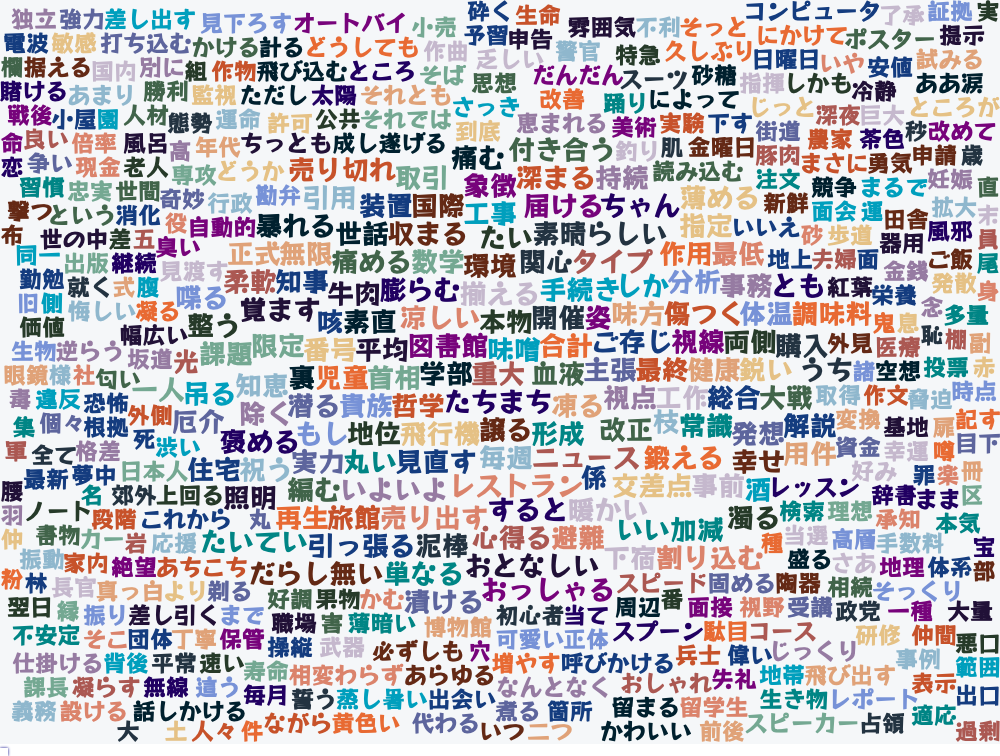 独立 強力 差し出す 見下ろす オートバイ 小売 砕く 生命 雰囲気 不利 そっと コンピュータ 了承 証拠 実
電波 敏感 打ち込む かける 計る どうしても 作曲 予習 申告 乏しい 警官 特急 久しぶり にかけて ポスター 提示
欄 据える 国内 別に 組 作物 飛び込む ところ そば 思想 だんだん スーツ 砂糖 日曜日 いや 安値 試みる
賭ける あまり 勝利 監視 ただし 太陽 それとも さっき 改善 踊り によって 指揮 しかも 冷静 ああ 涙
戦後 小屋 園 人材 態勢 運命 許可 公共 それでは 到底 恵まれる 美術 実験 下す じっと 深夜 巨大 ところが
命 良い 倍率 風呂 高 年代 ちっとも 成し遂げる 痛む 付き合う 釣り 肌 金曜日 街道 農家 茶色 秒 改めて
恋 争い 現金 老人 専攻 どうか 売り切れ 取引 象徴 深まる 持続 読み込む 豚肉 まさに 勇気 申請 歳
習慣 忠実 世間 奇妙 行政 勘弁 引用 装置 国際 工事 届ける ちゃん 薄める 注文 新鮮 競争 まるで 妊娠 直
撃つ という 消化 役 自動的 暴れる 世話 収まる たい 素晴らしい 指定 いいえ 砂 面会 運 歩道 田舎 拡大 市
布 世の中 差 五 臭い 正式 無限 痛める 数学 環境 関心 タイプ 作用 最低 地上 夫婦 面 器用 風邪 員
同一 出版 継続 見渡す 柔軟 知事 牛肉 膨らむ 揃える 手続き しか 分析 事務 とも 紅葉 金銭 ご飯 身
勤勉 就く 式 腹 喋る 覚ます 咳 素直 涼しい 本物 開催 姿 味方 傷つく 体温 調味料 栄養 発散
旧 側 悔しい 凝る 整う 鬼 息 念 多量
価値 幅広い 課題 限定 番号 平均 図書館 味噌 合計 ご存じ 視線 両側 購入 外見 医療 恥 棚 副
生物 逆らう 坂道 光 知恵 裏 児童 首相 学部 重大 血液 主張 最終 健康 鋭い うち 諸 空想 投票 赤
眼鏡 様 社 匂い 一人 吊る 潜る 貴族 哲学 たちまち 凍る 視点 工作 総合 大戦 取得 作文 脅迫 時点
毒 違反 恐怖 外側 厄介 除く 地位 飛行機 譲る 形成 改正 枝 常識 発想 解説 変換 基地 扉 記す
集 個々 根拠 死 渋い 褒める もし 資金 幸運 噂 目下
軍 全て 格差 日本人 住宅 祝う 実力 丸い 見直す 毎週 ニュース 鍛える 幸せ 用件 好み 罪 楽 冊
腰 最新 夢中 名 郊外 上回る 照明 編む いよいよ レストラン 係 交差点 事前 酒 レッスン 辞書 まま 区
羽 ノート 段階 これから 丸 再生 旅館 売り出す すると 暖かい 濁る 検索 理想 承知 本気
仲 書物 力一 岩 応援 たいてい 引っ張る 泥棒 心得る 避難 いい加減 種 当選 高層 手数料 宝
振動 家内 絶望 あちこち だらし無い 単なる おとなしい 下宿 割り込む 盛る さあ 地理 体系 部
粉 林 長官 真っ白 より 剃る 好調 果物 かむ 漬ける おっしゃる スピード 固める 陶器 相続 そっくり
翌日 縁 振り 差し引く まで 職場 害 薄暗い 博物館 初心者 当て 周辺 番 面接 視野 受講 政党 一種 大量
不安定 そこ 団体 丁寧 保管 操縦 武器 必ずしも 穴 可愛い 正体 スプーン 駄目 コース 研修 仲間 悪口
仕掛ける 背後 平常 速い 寿命 相変わらず あらゆる 増やす 呼びかける 兵士 偉い じっくり 事例 範囲
課長 凝らす 無線 違う 毎月 誓う 蒸し暑い 出会い なんとなく おしゃれ 失礼 地帯 飛び出す 表示 出口
義務 設ける 話しかける 煮る 箇所 留まる 留学生 生き物 レポート 適応
大 土 人々 件 ながら 黄色い 代わる いつ 二つ かわいい 前後 スピーカー 占領 過剰